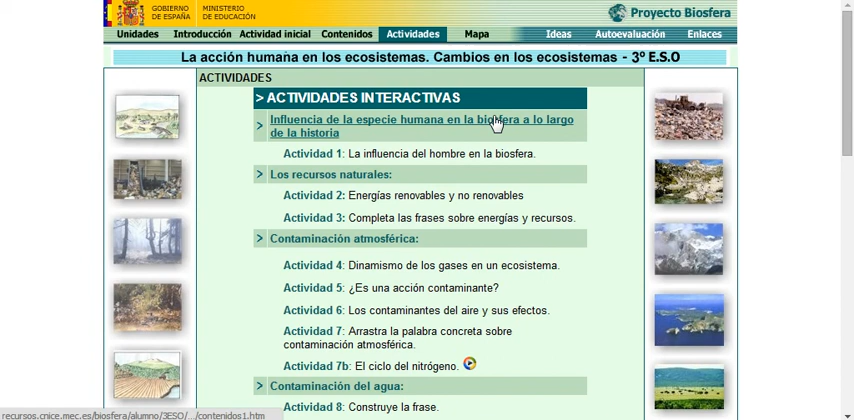 GOBIERNO DE ESPAÑA
MINISTERIO DE EDUCACIÓN
Proyecto Biosfera
Unidades Introducción Actividad inicial Contenidos Actividades Mapa Ideas Autoevaluación Enlaces
La acción humana en los ecosistemas. Cambios en los ecosistemas - 3º E.S.O
ACTIVIDADES
> ACTIVIDADES INTERACTIVAS
> Influencia de la especie humana en la biosfera a lo largo
de la historia
Actividad 1: La influencia del hombre en la biosfera.
> Los recursos naturales:
Actividad 2: Energías renovables y no renovables
Actividad 3: Completa las frases sobre energías y recursos.
> Contaminación atmosférica:
Actividad 4: Dinamismo de los gases en un ecosistema.
Actividad 5: ¿Es una acción contaminante?
Actividad 6: Los contaminantes del aire y sus efectos.
Actividad 7: Arrastra la palabra concreta sobre
contaminación atmosférica.
Actividad 7b: El ciclo del nitrógeno.
> Contaminación del agua:
Actividad 8: Construye la frase.
recursos.cnice.mec.es/biosfera/alumno/3ESO/.../contenidos1.htm